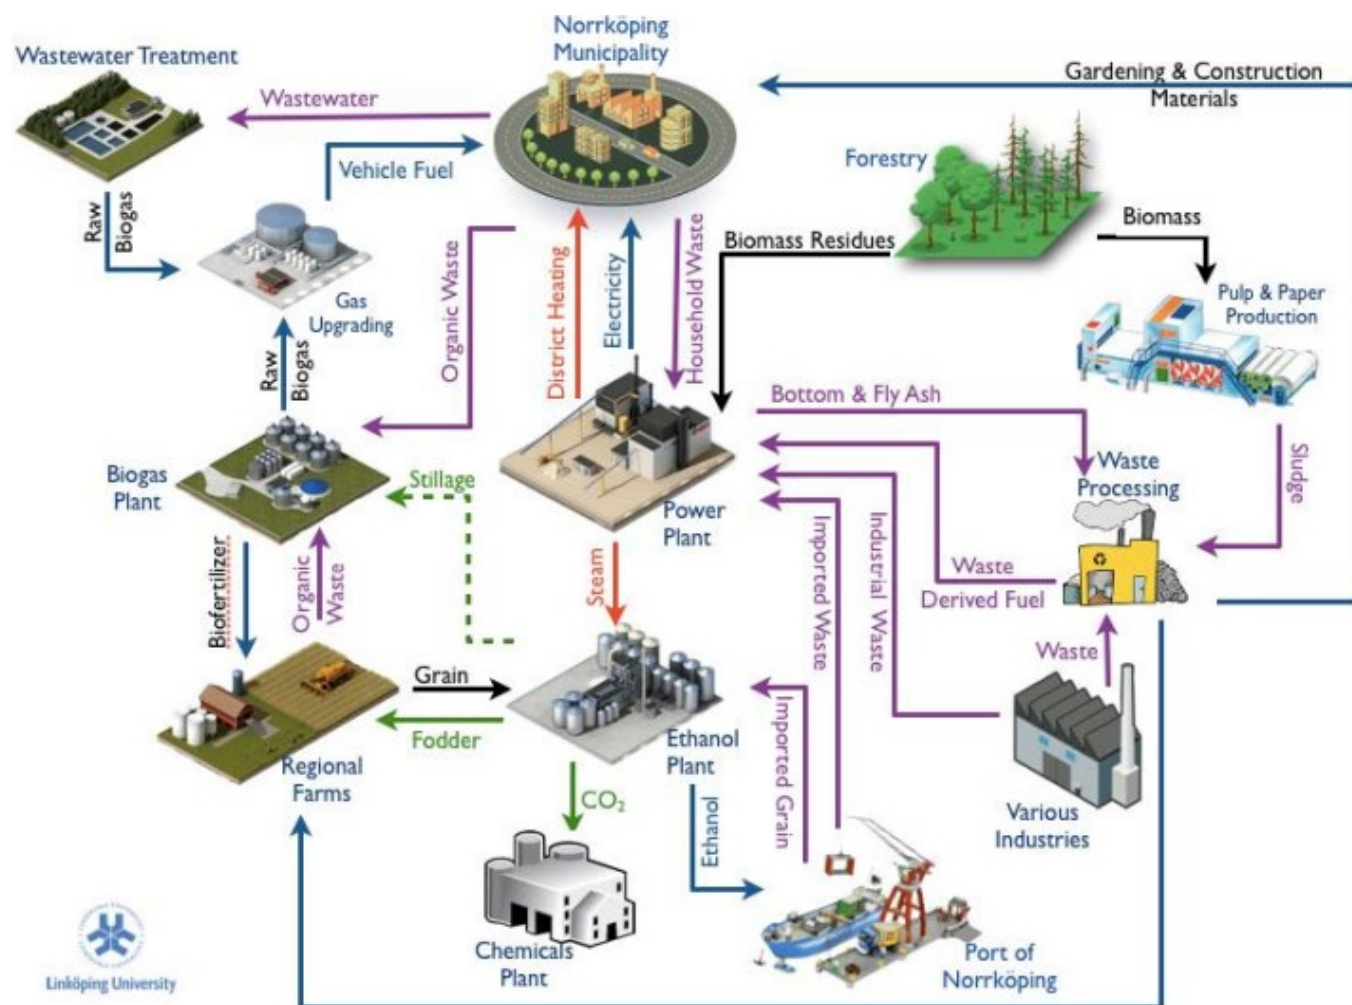 Norrköping
Municipality
Wastewater Treatment
Wastewater
Gardening & Construction
Materials
Vehicle Fuel
Forestry
Raw
Biogas
Biomass
Biomass Residues
Organic Waste
District Heating
Electricity
Household Waste
Gas
Upgrading
Pulp & Paper
Production
Raw
Biogas
Bottom & Fly Ash
Sludge
Waste
Processing
Biogas
Plant
Stillage
Power
Plant
Imported Waste
Industrial Waste
Waste
Derived Fuel
Biofertilizer
Organic
Waste
Steam
Waste
Grain
Fodder
Regional
Farms
Ethanol
Plant
Imported Grain
CO₂
Ethanol
Various
Industries
Chemicals
Plant
Port of
Norrköping
Linköping University